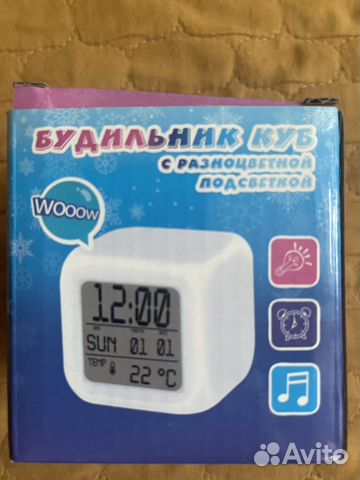 БУДИЛЬНИК КУБ
С РАЗНОЦВЕТНОЙ
ПОДСВЕТКОЙ
WOOOW
12:00
SUN 01 01
TEMP
22 °C
Avito